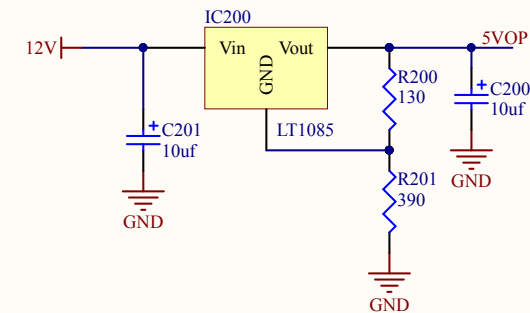 IC200
12V
Vin
Vout
GND
5VOP
R200
130
C200
10uf
LT1085
C201
10uf
GND
R201
390
GND
GND